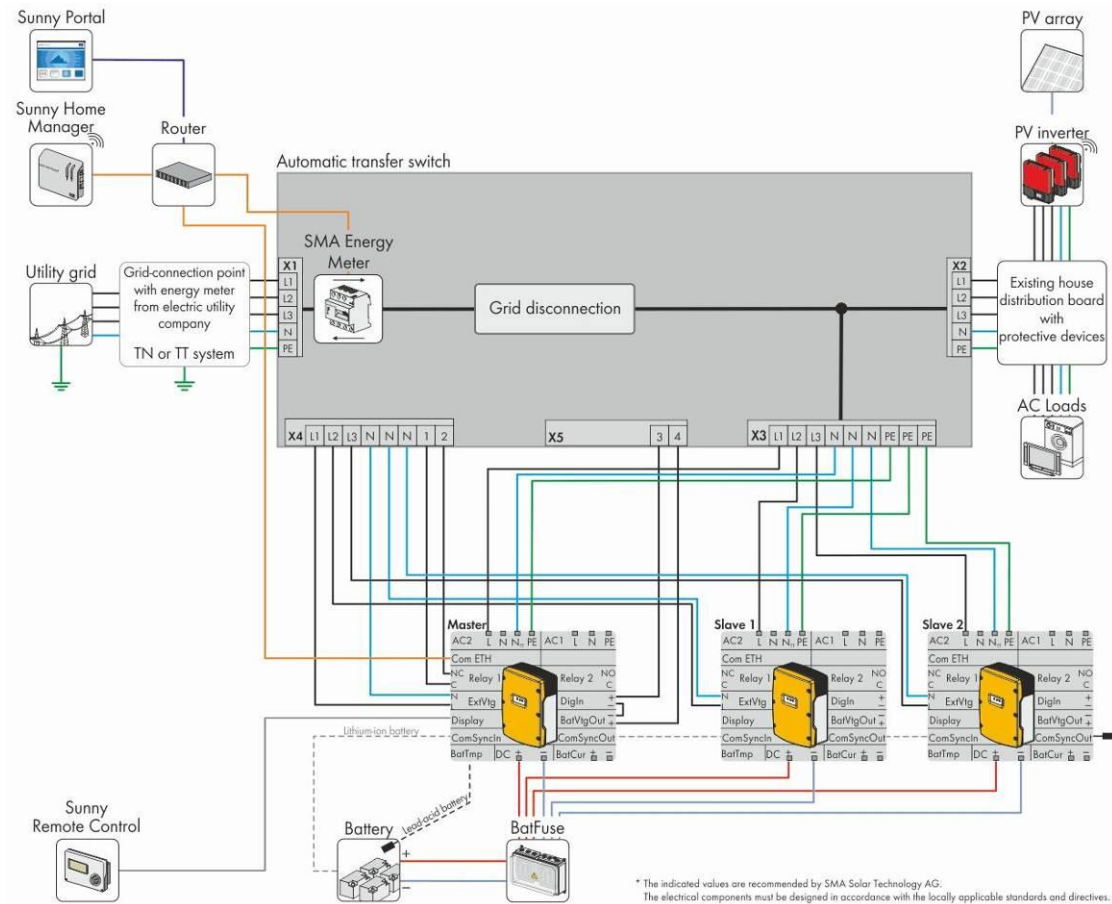 Sunny Portal
PV array
Sunny Home
Manager
Router
PV inverter
Automatic transfer switch
SMA Energy
Meter
Utility grid
Grid-connection point
with energy meter
from electric utility
company
TN or TT system
X1
L1
L2
L3
N
PE
Grid disconnection
X2
L1
L2
L3
N
PE
Existing house
distribution board
with
protective devices
AC Loads
X4 L1 L2 L3 N N N 1 2
X5 3 4
X3 L1 L2 L3 N N N PE PE PE
Master
AC2 L N N PE AC1 L N PE
Com ETH
NC Relay 1 Relay 2 NO
C C
N ExtVtg DigIn + −
Display BatVtgOut − +
ComSyncIn ComSyncOut
BatTmp DC + − BatCur + −
Slave 1
AC2 L N N PE AC1 L N PE
Com ETH
NC Relay 1 Relay 2 NO
C C
N ExtVtg DigIn + −
Display BatVtgOut − +
ComSyncIn ComSyncOut
BatTmp DC + − BatCur + −
Slave 2
AC2 L N N PE AC1 L N PE
Com ETH
NC Relay 1 Relay 2 NO
C C
N ExtVtg DigIn + −
Display BatVtgOut − +
ComSyncIn ComSyncOut
BatTmp DC + − BatCur + −
Lithium-ion battery
Lead-acid battery
Sunny
Remote Control
Battery
+
−
BatFuse
* The indicated values are recommended by SMA Solar Technology AG.
The electrical components must be designed in accordance with the locally applicable standards and directives.